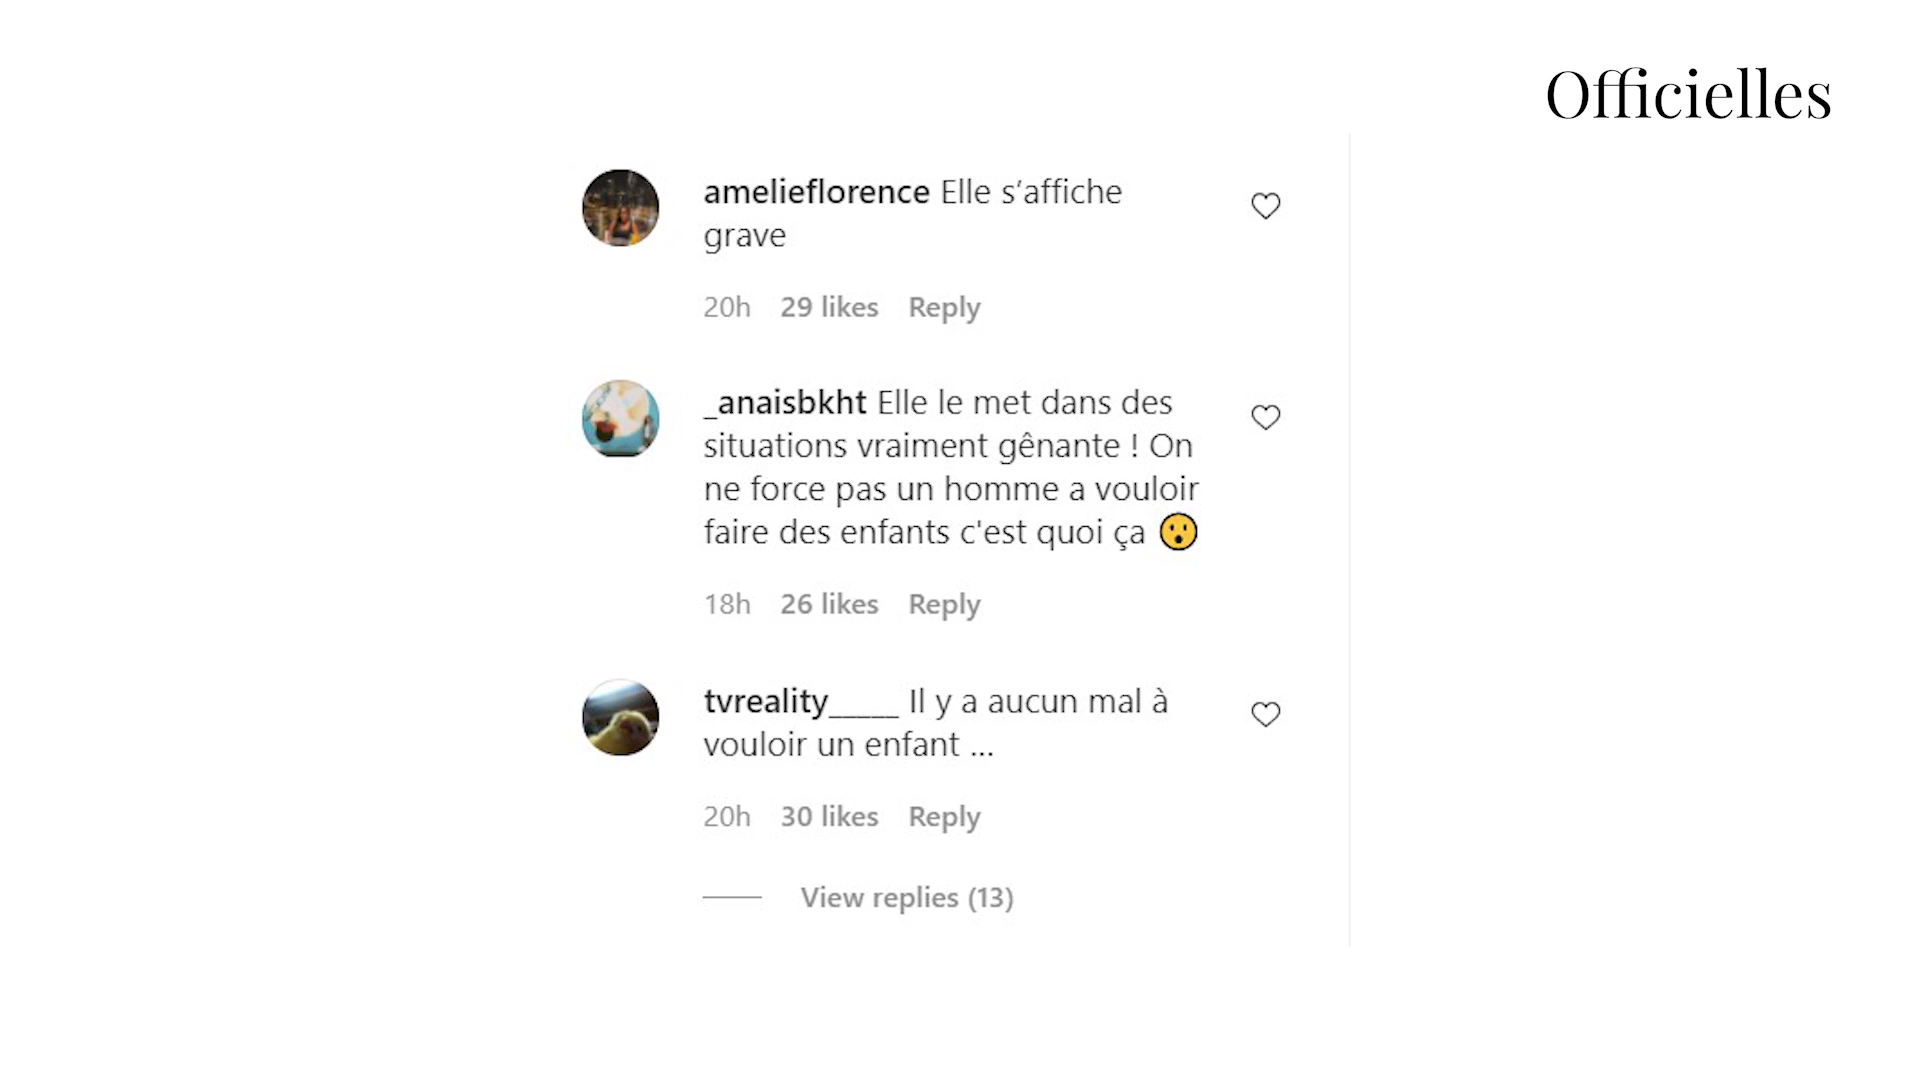 Officielles
amelieflorence Elle s’affiche
grave
20h 29 likes Reply
_anaisbkht Elle le met dans des
situations vraiment gênante ! On
ne force pas un homme a vouloir
faire des enfants c'est quoi ça 😮
18h 26 likes Reply
tvreality_____ Il y a aucun mal à
vouloir un enfant ...
20h 30 likes Reply
View replies (13)